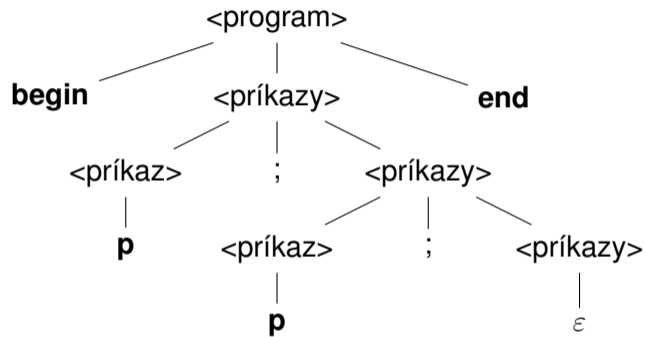 <program>
begin <príkazy> end
<príkaz> ; <príkazy>
p <príkaz> ; <príkazy>
p ε